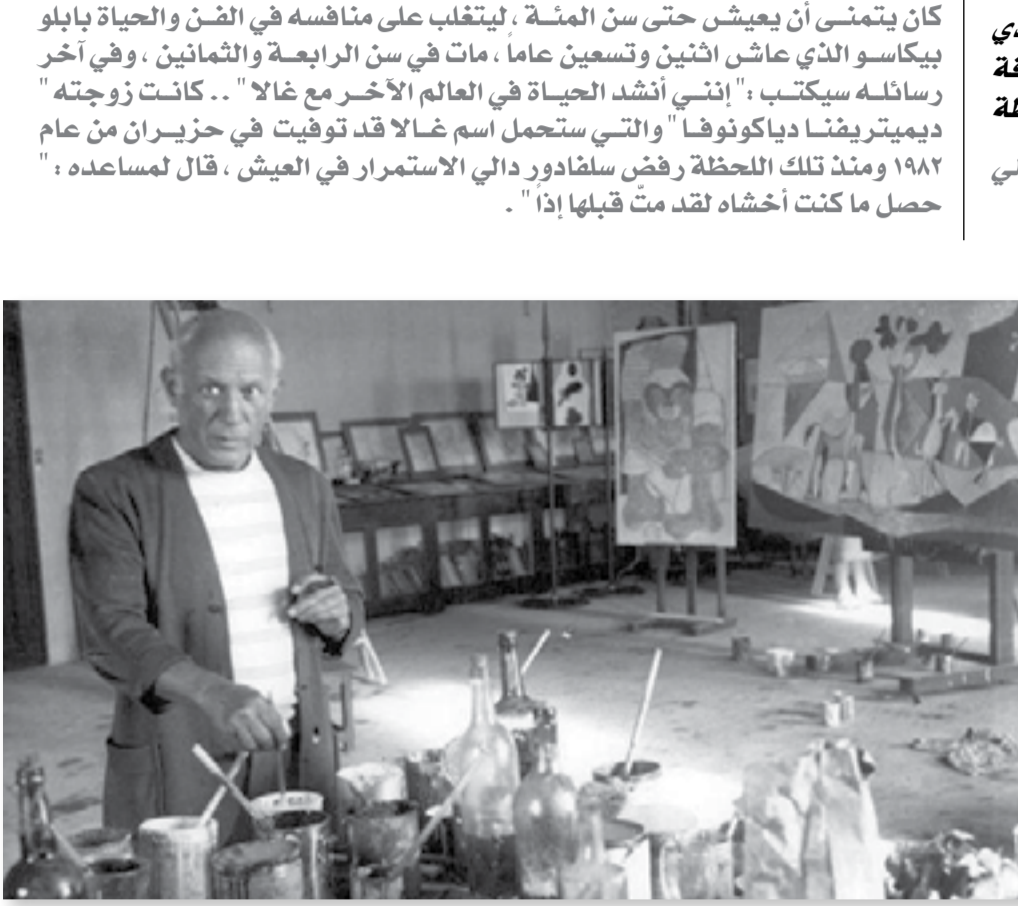 كان يتمنى أن يعيش حتى سن المئة ، ليتغلب على منافسه في الفن والحياة بابلو
بيكاسو الذي عاش اثنين وتسعين عاماً ، مات في سن الرابعة والثمانين ، وفي آخر
رسائله سيكتب :" إنني أنشد الحياة في العالم الآخر مع غالا " .. كانت زوجته "
ديميتريفنا دياكونوفا " والتي ستحمل اسم غالا قد توفيت في حزيران من عام
١٩٨٢ ومنذ تلك اللحظة رفض سلفادور دالي الاستمرار في العيش ، قال لمساعده : "
حصل ما كنت أخشاه لقد متّ قبلها إذاً " .